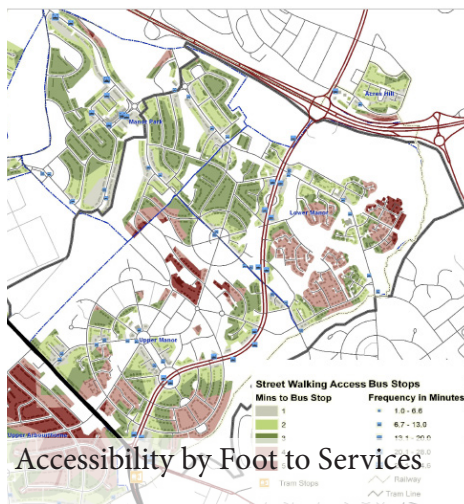 Acres Hill
Manor Park
Lower Manor
Upper Manor
Street Walking Access
Mins to Bus Stop
1
2
3
Bus Stops
Frequency in Minutes
1.0 - 6.6
6.7 - 13.0
13.1 - 20.0
Train Stops
Railway
Train Line
Accessibility by Foot to Services